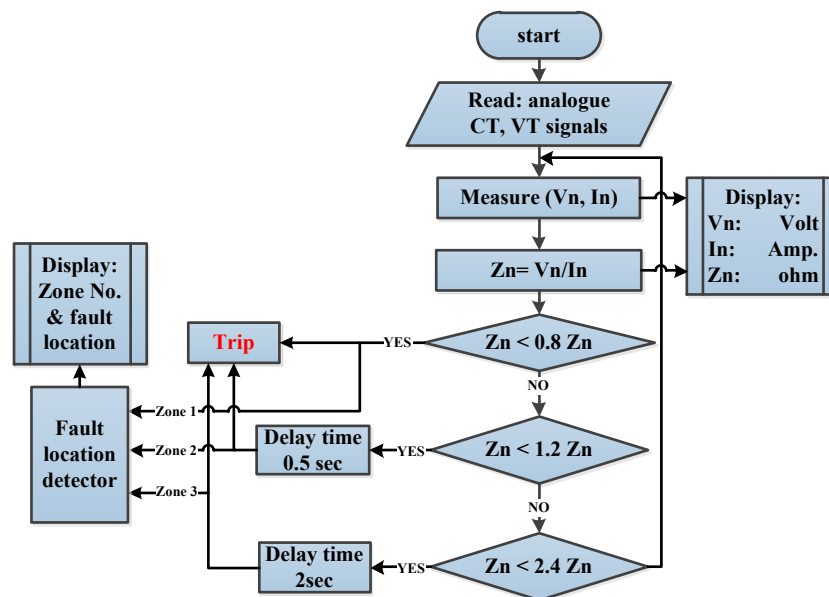 start
Read: analogue
CT, VT signals
Measure (Vn, In)
Display:
Vn: Volt
In: Amp.
Zn: ohm
Zn= Vn/In
Display:
Zone No.
& fault
location
Trip
YES
Zn < 0.8 Zn
NO
Zone 1
Fault
location
detector
Zone 2
Delay time
0.5 sec
YES
Zn < 1.2 Zn
Zone 3
NO
Delay time
2sec
YES
Zn < 2.4 Zn